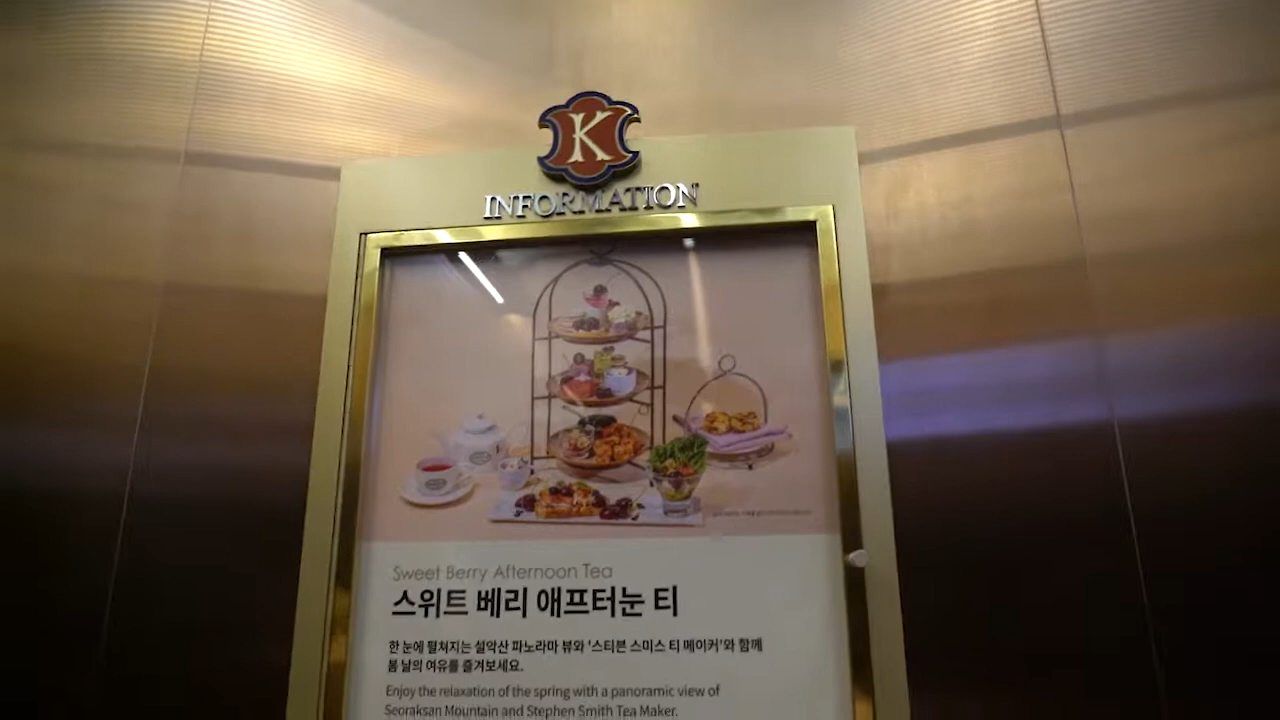 K
INFORMATION
Sweet Berry Afternoon Tea
스위트 베리 애프터눈 티
한 눈에 펼쳐지는 설악산 파노라마 뷰와 '스티븐 스미스 티 메이커'와 함께
봄 날의 여유를 즐겨보세요.
Enjoy the relaxation of the spring with a panoramic view of
Seoraksan Mountain and Stephen Smith Tea Maker.